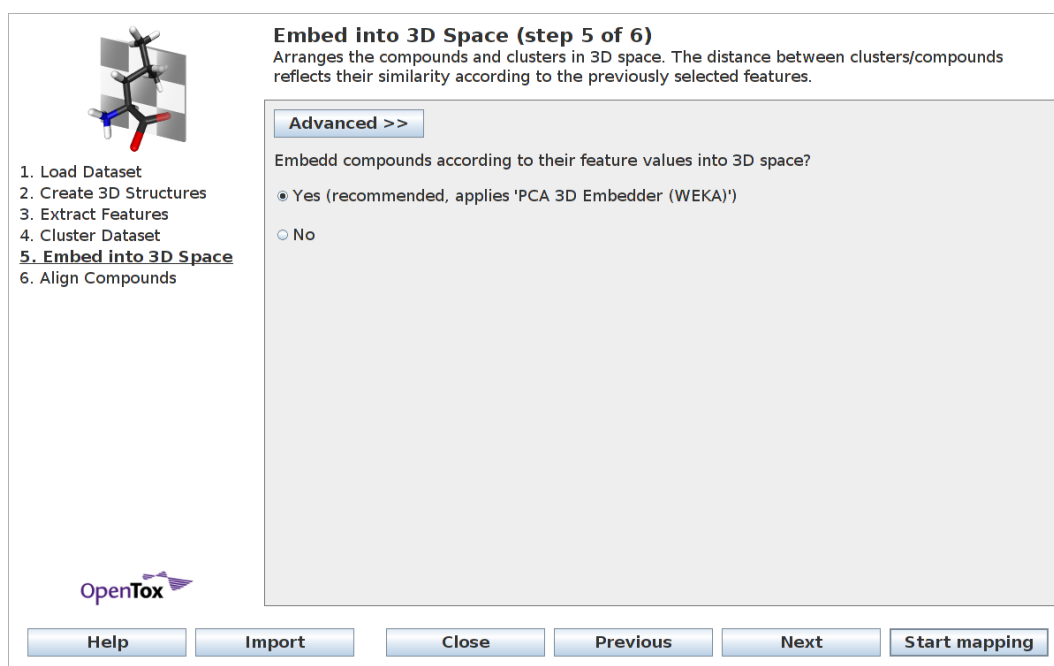 Embed into 3D Space (step 5 of 6)
Arranges the compounds and clusters in 3D space. The distance between clusters/compounds
reflects their similarity according to the previously selected features.
1. Load Dataset
2. Create 3D Structures
3. Extract Features
4. Cluster Dataset
5. Embed into 3D Space
6. Align Compounds
Advanced >>
Embedd compounds according to their feature values into 3D space?
Yes (recommended, applies 'PCA 3D Embedder (WEKA)')
No
OpenTox
Help Import Close Previous Next Start mapping